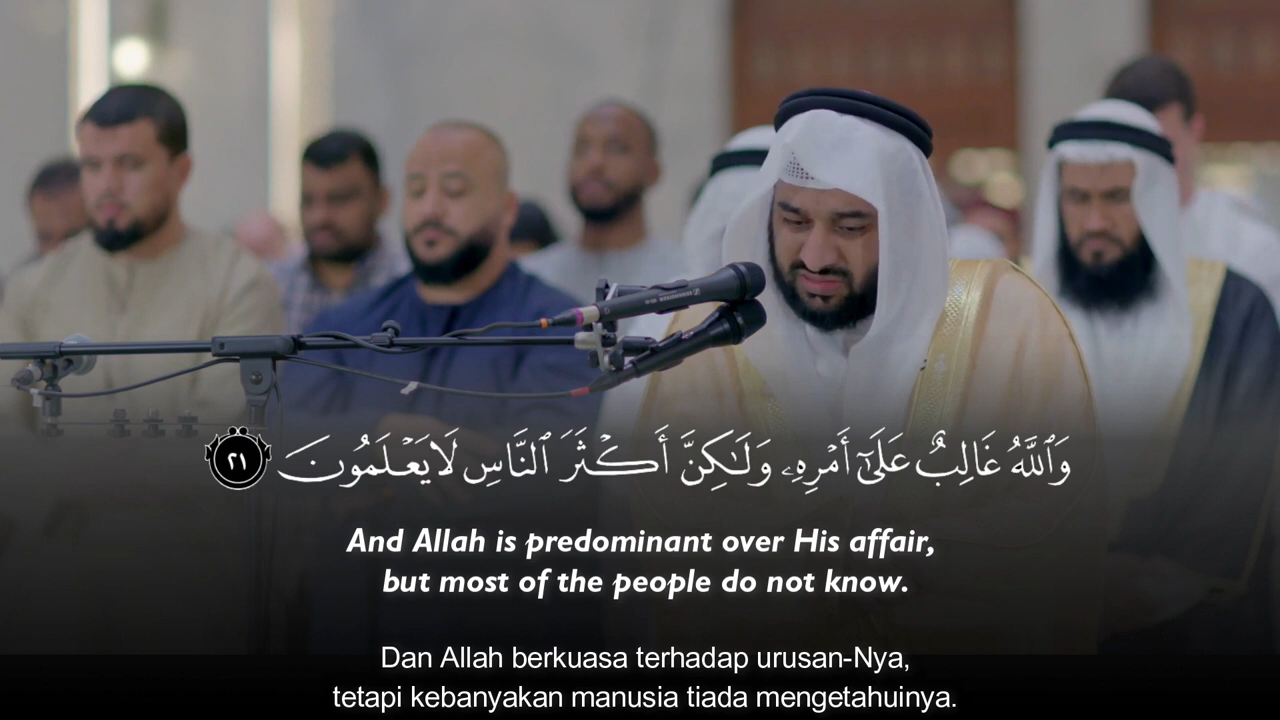 وَٱللَّهُ غَالِبٌ عَلَىٰٓ أَمْرِهِۦ وَلَـٰكِنَّ أَكْثَرَ ٱلنَّاسِ لَا يَعْلَمُونَ ٢١
And Allah is predominant over His affair,
but most of the people do not know.
Dan Allah berkuasa terhadap urusan-Nya,
tetapi kebanyakan manusia tiada mengetahuinya.